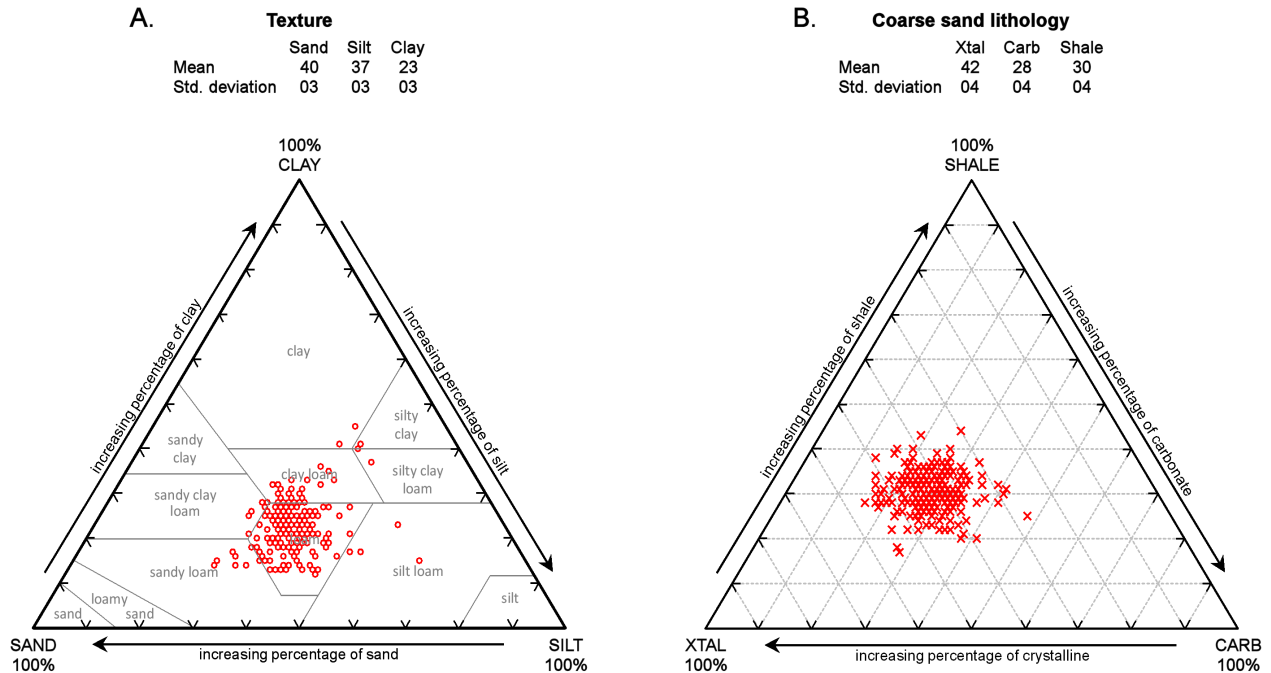 A.
Texture
Sand Silt Clay
Mean 40 37 23
Std. deviation 03 03 03
100%
CLAY
increasing percentage of clay
increasing percentage of silt
clay
silty
clay
sandy
clay
clay loam
silty clay
loam
sandy clay
loam
loam
sandy loam
silt loam
loamy
sand
sand
silt
SAND
100%
increasing percentage of sand
SILT
100%
B.
Coarse sand lithology
Xtal Carb Shale
Mean 42 28 30
Std. deviation 04 04 04
100%
SHALE
increasing percentage of shale
increasing percentage of carbonate
XTAL
100%
increasing percentage of crystalline
CARB
100%